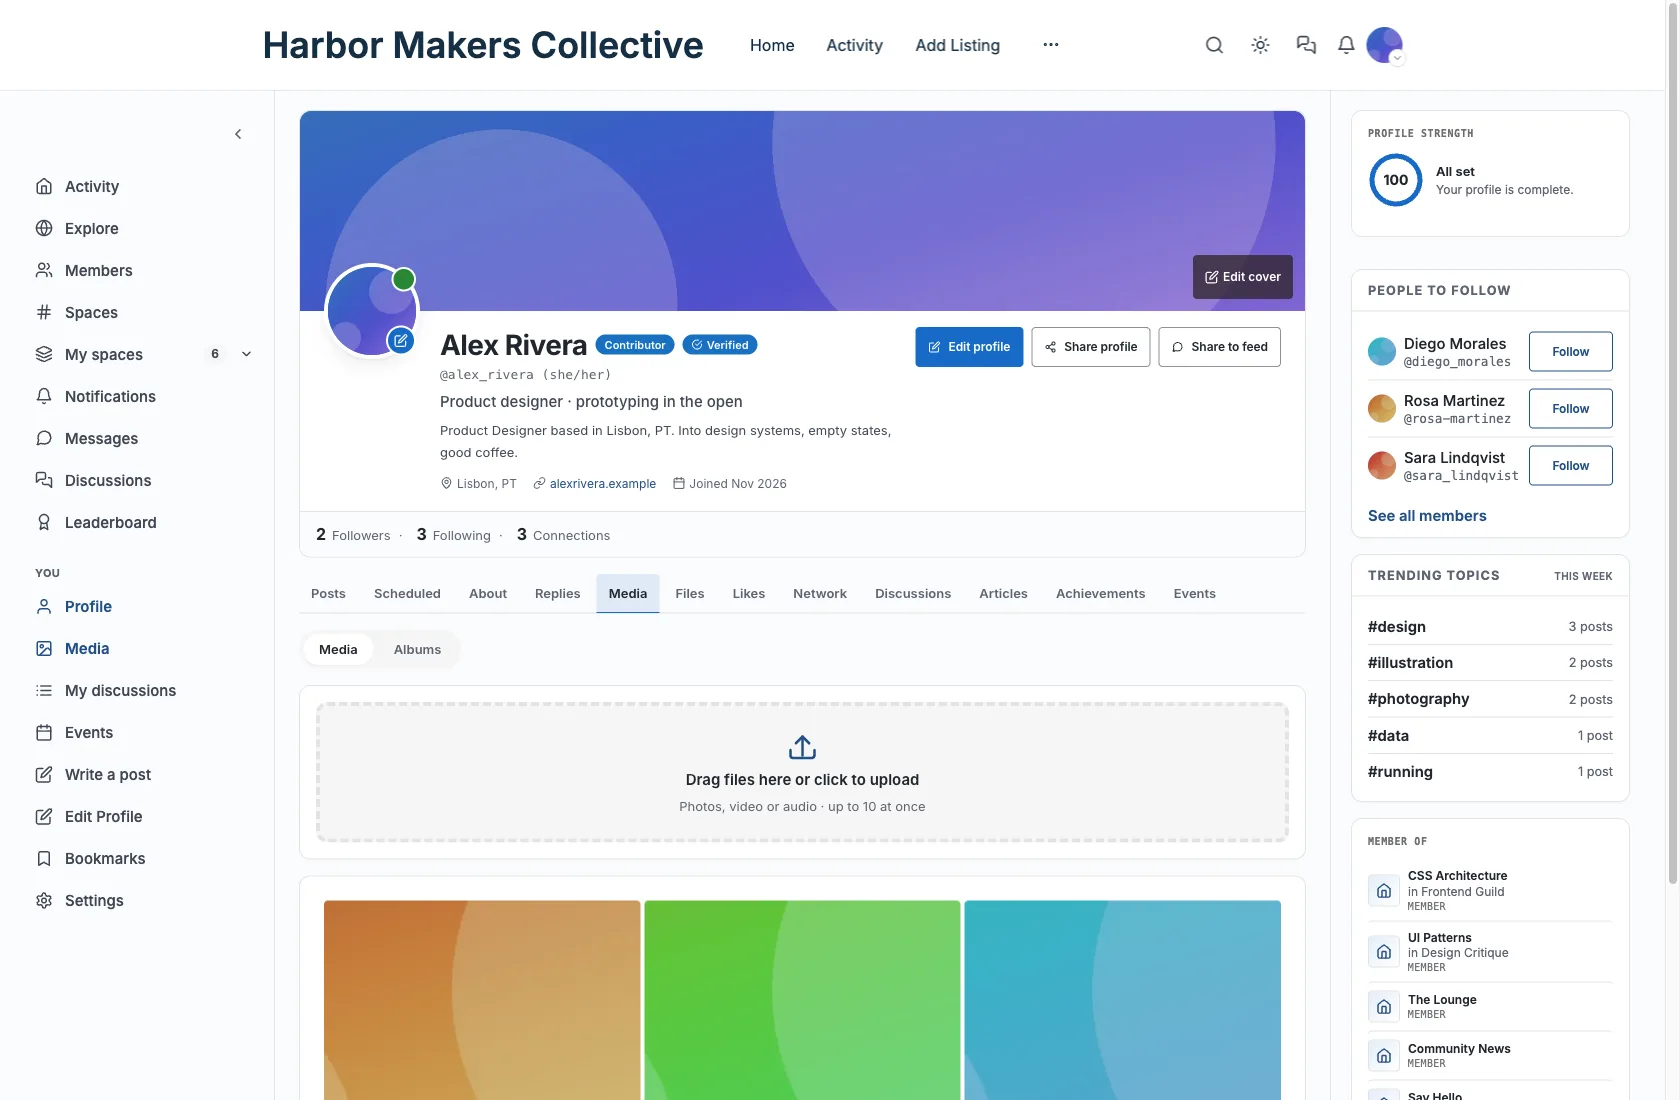 Harbor Makers Collective
Home
Activity
Add Listing
Activity
Explore
Members
Spaces
My spaces 6
Notifications
Messages
Discussions
Leaderboard
YOU
Profile
Media
My discussions
Events
Write a post
Edit Profile
Bookmarks
Settings
Edit cover
Alex Rivera Contributor Verified
@alex_rivera (she/her)
Product designer · prototyping in the open
Product Designer based in Lisbon, PT. Into design systems, empty states,
good coffee.
Lisbon, PT alexrivera.example Joined Nov 2026
Edit profile
Share profile
Share to feed
2 Followers · 3 Following · 3 Connections
Posts Scheduled About Replies Media Files Likes Network Discussions Articles Achievements Events
Media Albums
Drag files here or click to upload
Photos, video or audio · up to 10 at once
PROFILE STRENGTH
100
All set
Your profile is complete.
PEOPLE TO FOLLOW
Diego Morales
@diego_morales
Follow
Rosa Martinez
@rosa-martinez
Follow
Sara Lindqvist
@sara_lindqvist
Follow
See all members
TRENDING TOPICS THIS WEEK
#design 3 posts
#illustration 2 posts
#photography 2 posts
#data 1 post
#running 1 post
MEMBER OF
CSS Architecture
in Frontend Guild
MEMBER
UI Patterns
in Design Critique
MEMBER
The Lounge
MEMBER
Community News
MEMBER
Say Hello